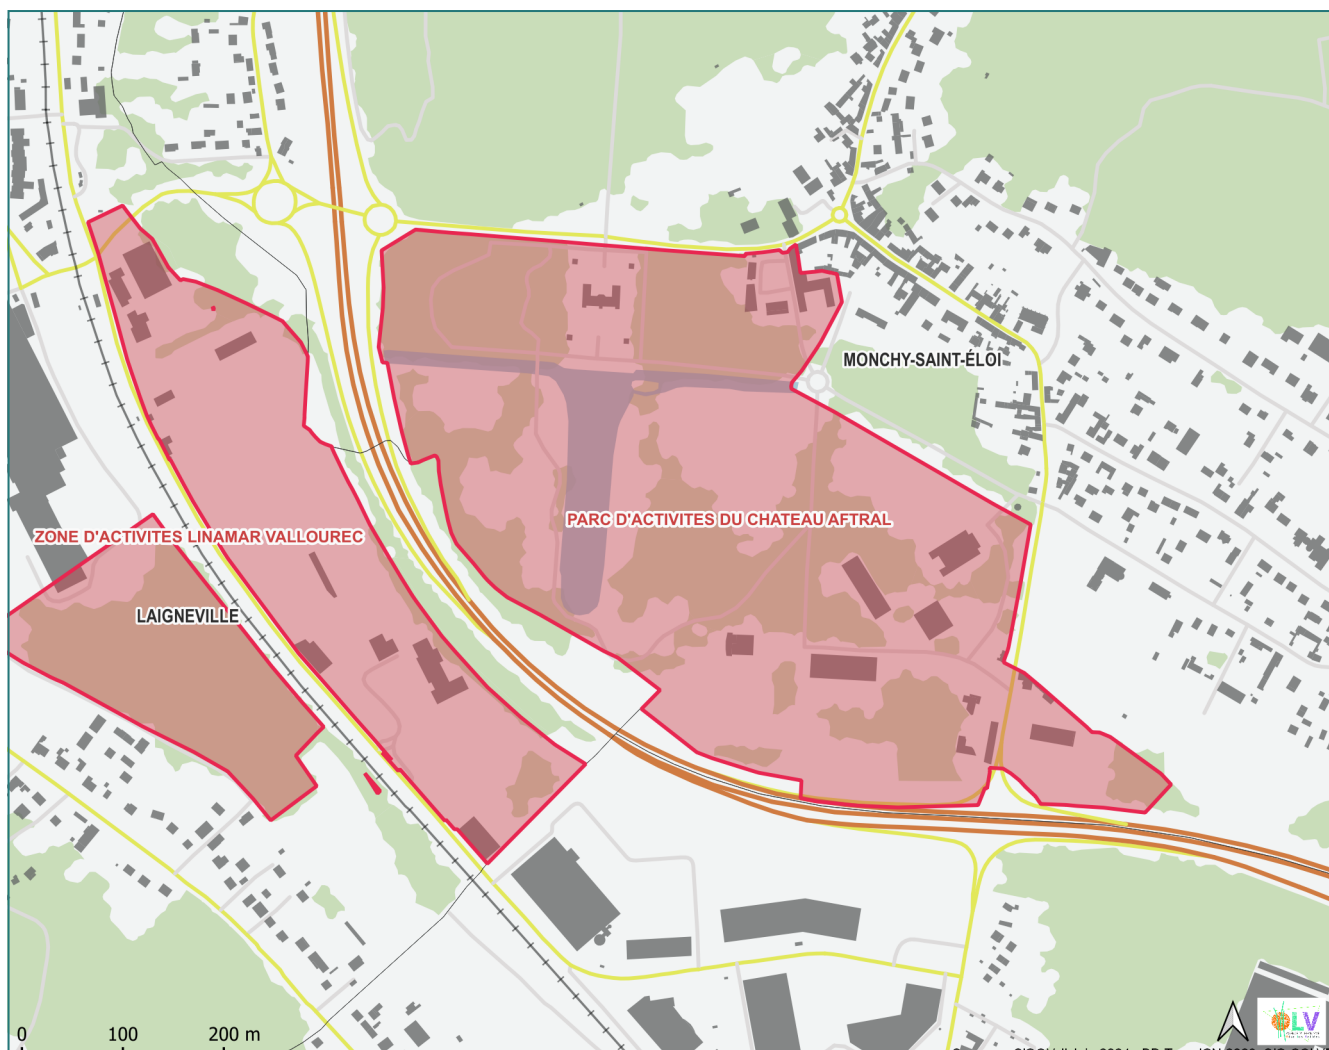 MONCHY-SAINT-ÉLOI
PARC D'ACTIVITES DU CHATEAU AFTRAL
ZONE D'ACTIVITES LINAMAR VALLOUREC
LAIGNEVILLE
0 100 200 m
LV